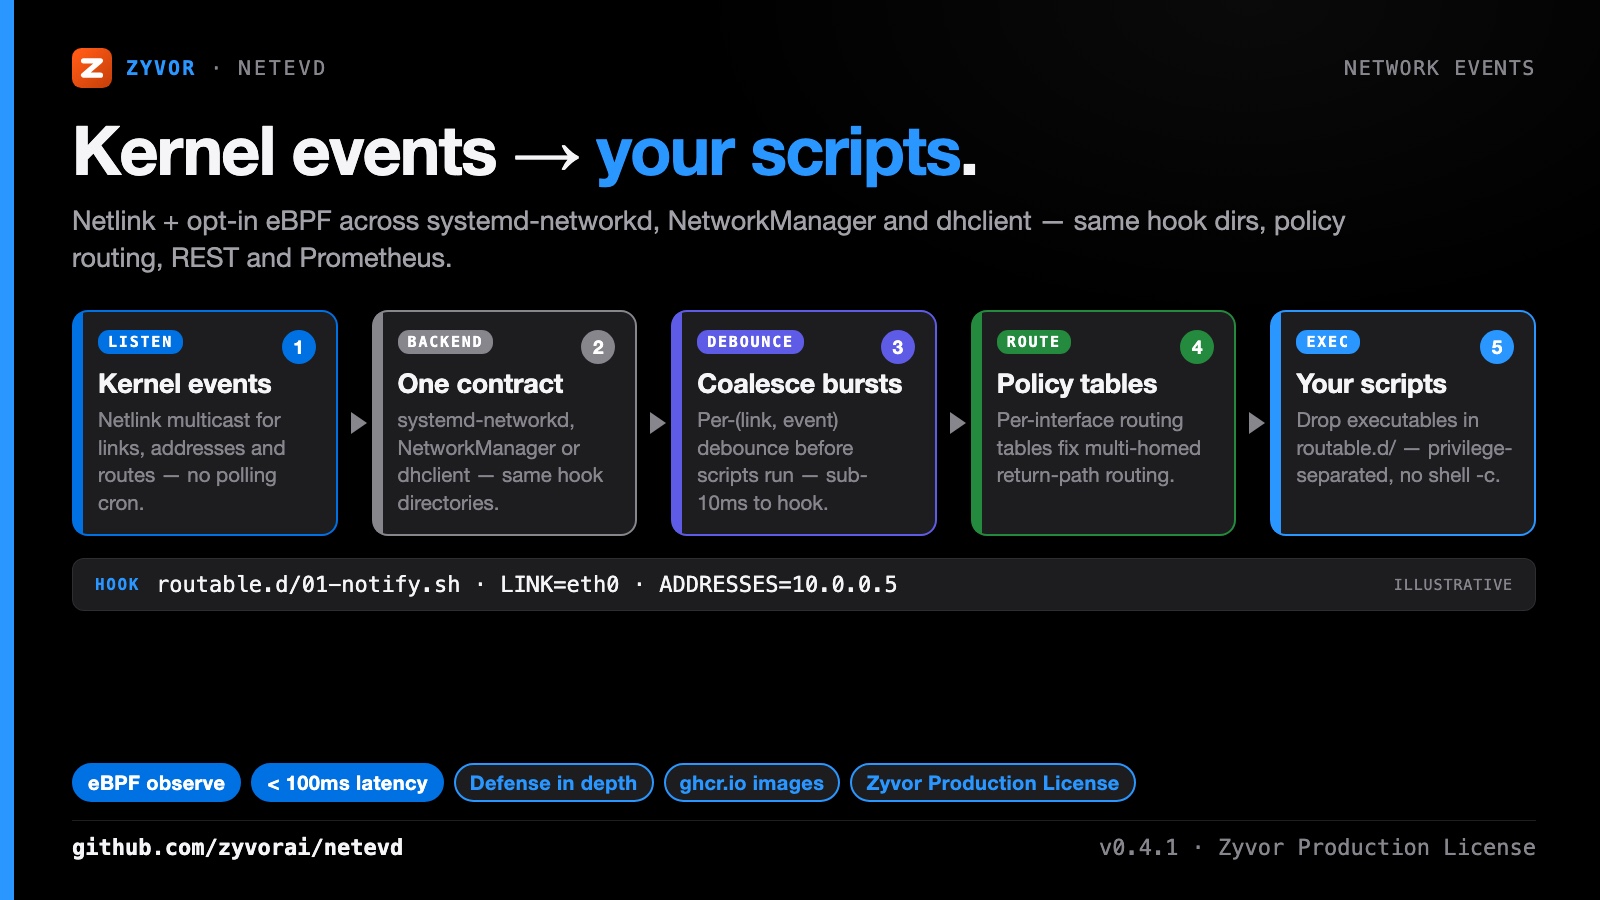 Z ZYVOR · NETEVD
NETWORK EVENTS
Kernel events → your scripts.
Netlink + opt-in eBPF across systemd-networkd, NetworkManager and dhclient — same hook dirs, policy
routing, REST and Prometheus.
LISTEN 1
Kernel events
Netlink multicast for
links, addresses and
routes — no polling
cron.
BACKEND 2
One contract
systemd-networkd,
NetworkManager or
dhclient — same hook
directories.
DEBOUNCE 3
Coalesce bursts
Per-(link, event)
debounce before
scripts run — sub-
10ms to hook.
ROUTE 4
Policy tables
Per-interface routing
tables fix multi-homed
return-path routing.
EXEC 5
Your scripts
Drop executables in
routable.d/ — privilege-
separated, no shell -c.
HOOK routable.d/01-notify.sh · LINK=eth0 · ADDRESSES=10.0.0.5
ILLUSTRATIVE
eBPF observe
< 100ms latency
Defense in depth
ghcr.io images
Zyvor Production License
github.com/zyvorai/netevd
v0.4.1 · Zyvor Production License